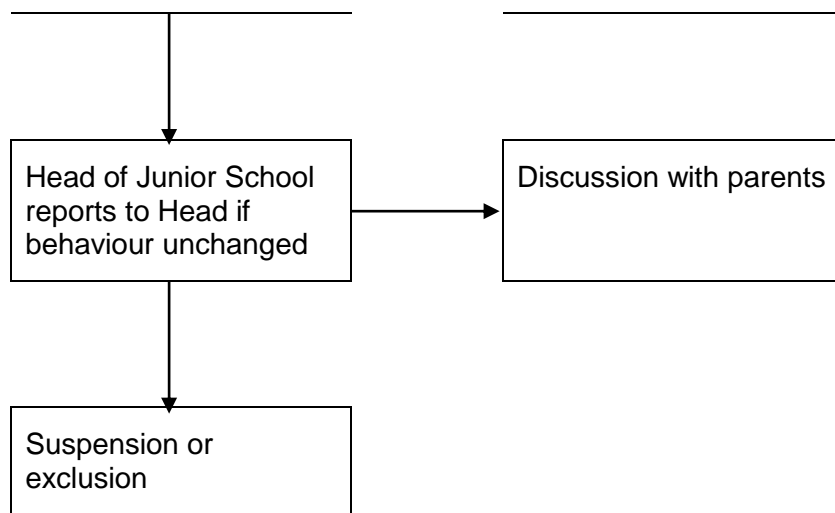 Head of Junior School
reports to Head if
behaviour unchanged
Discussion with parents
Suspension or
exclusion